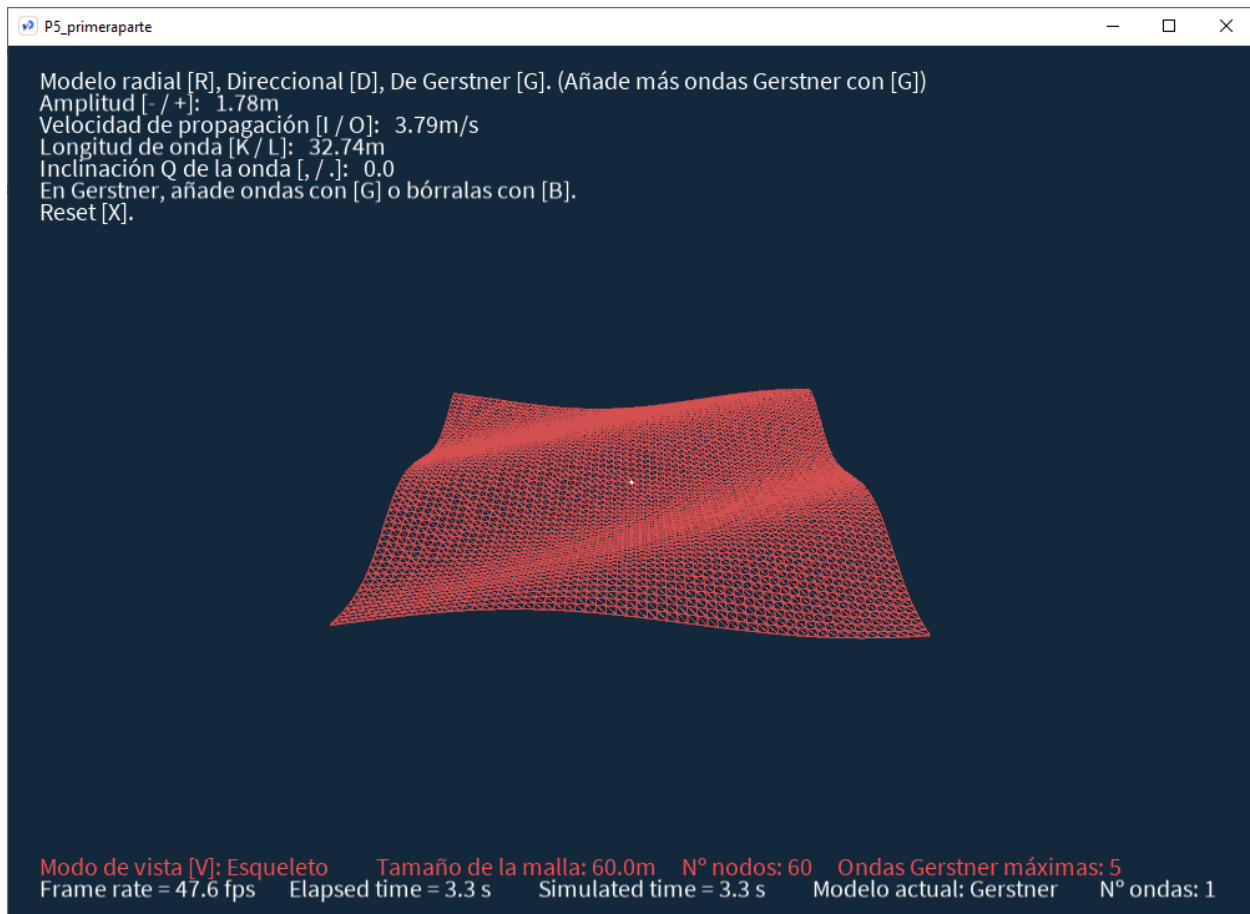 P5_primeraparte
Modelo radial [R], Direccional [D], De Gerstner [G]. (Añade más ondas Gerstner con [G])
Amplitud [- / +]: 1.78m
Velocidad de propagación [I / O]: 3.79m/s
Longitud de onda [K / L]: 32.74m
Inclinación Q de la onda [, / .]: 0.0
En Gerstner, añade ondas con [G] o bórralas con [B].
Reset [X].
Modo de vista [V]: Esqueleto Tamaño de la malla: 60.0m Nº nodos: 60 Ondas Gerstner máximas: 5
Frame rate = 47.6 fps Elapsed time = 3.3 s Simulated time = 3.3 s Modelo actual: Gerstner Nº ondas: 1